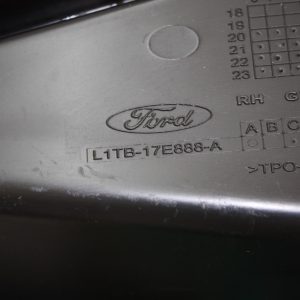 18
19
20
21
22
23
RH G
Ford
A B C
L1TB-17E888-A
>TPO-